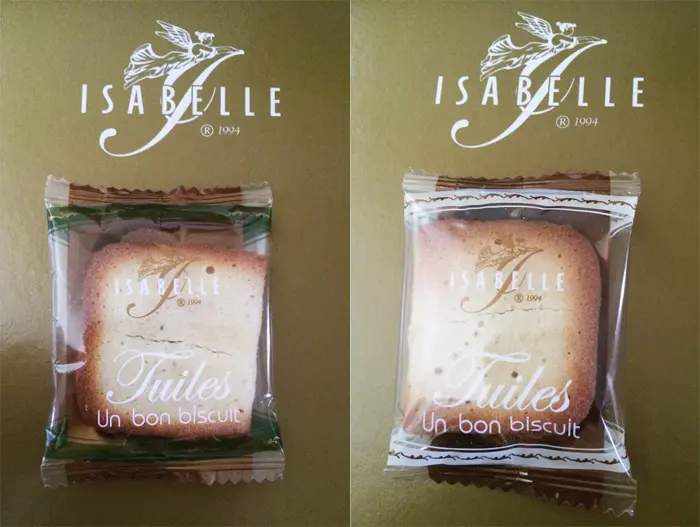 ISABELLE
® 1994
ISABELLE
® 1994
Tuiles
Un bon biscuit
ISABELLE
® 1994
ISABELLE
® 1994
Tuiles
Un bon biscuit